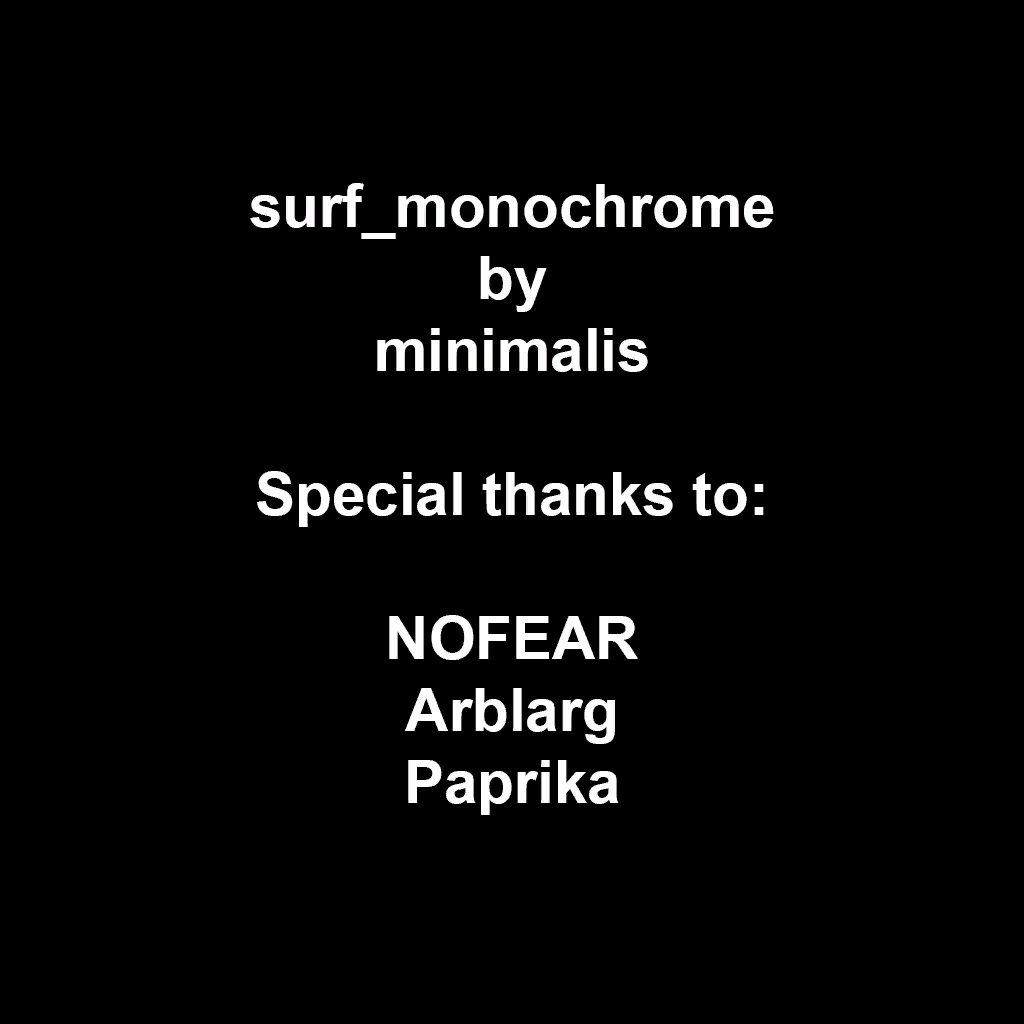 surf_monochrome
by
minimalis
Special thanks to:
NOFEAR
Arblarg
Paprika